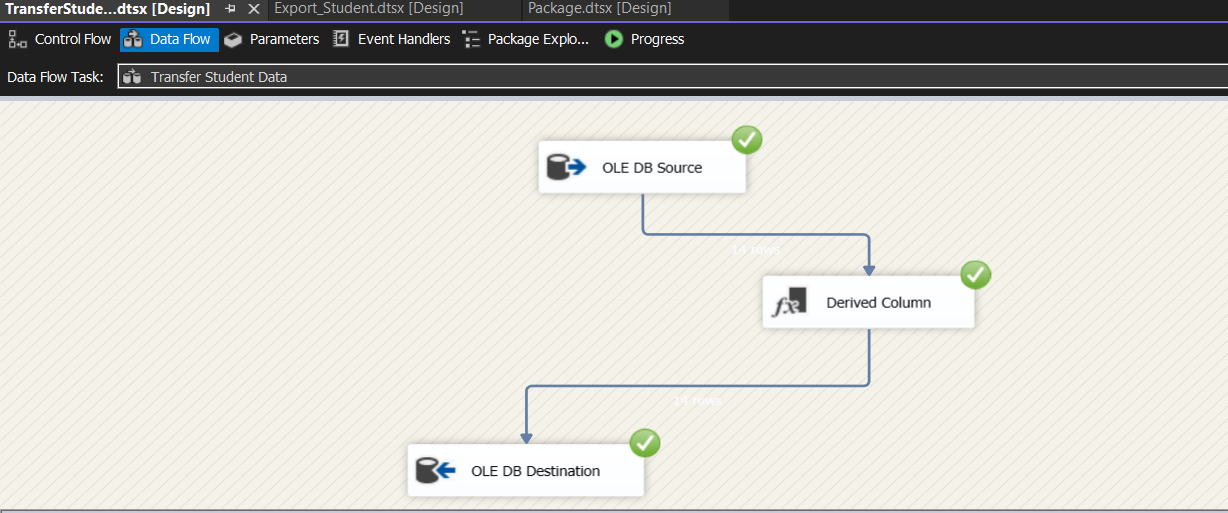 TransferStude...dtsx [Design]
Export_Student.dtsx [Design]
Package.dtsx [Design]
Control Flow
Data Flow
Parameters
Event Handlers
Package Explo...
Progress
Data Flow Task:
Transfer Student Data
OLE DB Source
14 rows
Derived Column
14 rows
OLE DB Destination